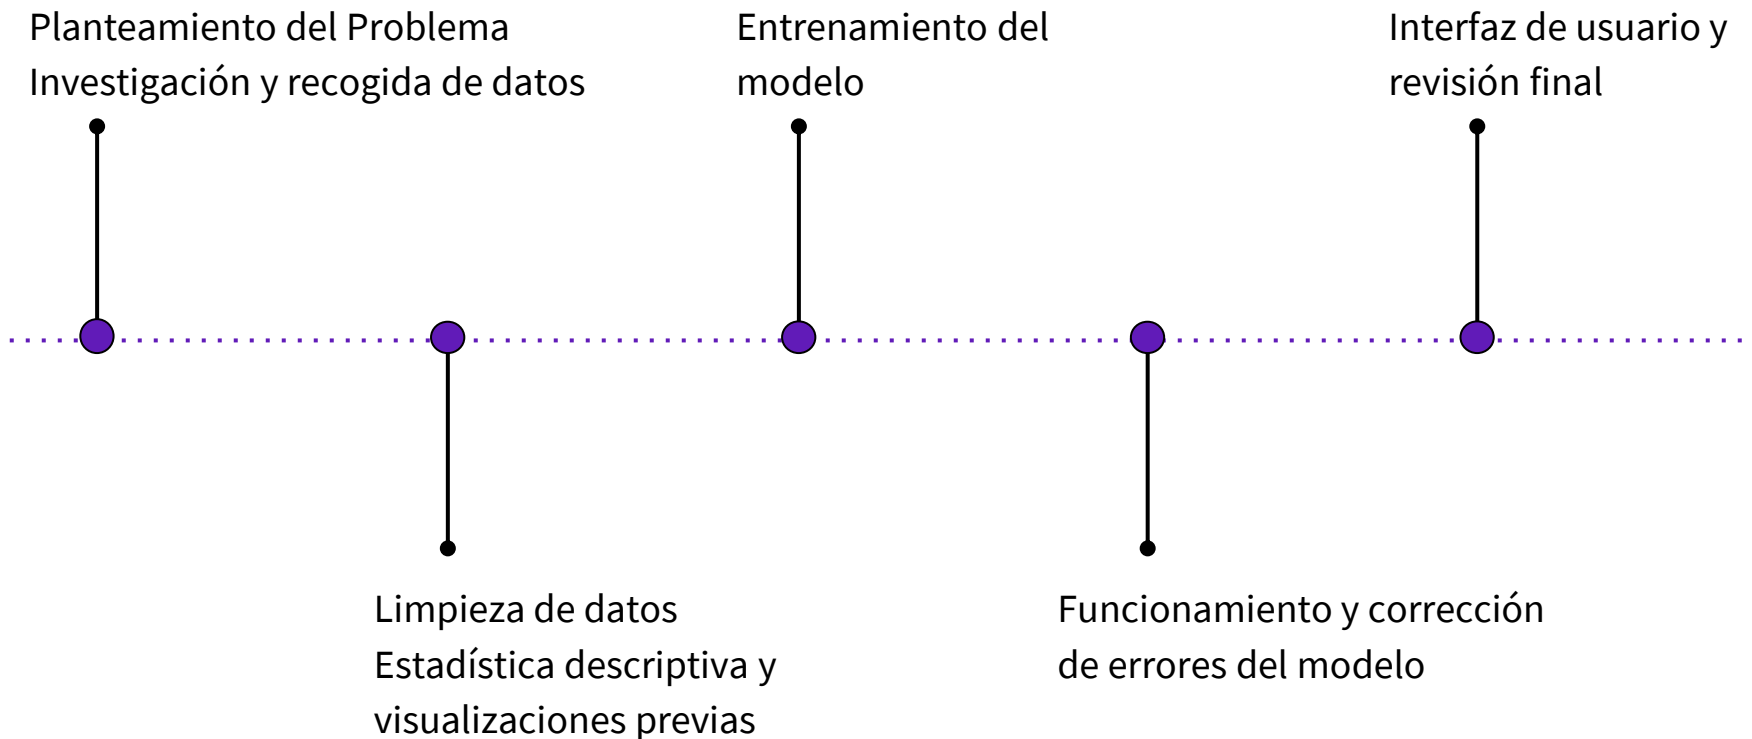 Planteamiento del Problema
Investigación y recogida de datos
Entrenamiento del
modelo
Interfaz de usuario y
revisión final
Limpieza de datos
Estadística descriptiva y
visualizaciones previas
Funcionamiento y corrección
de errores del modelo